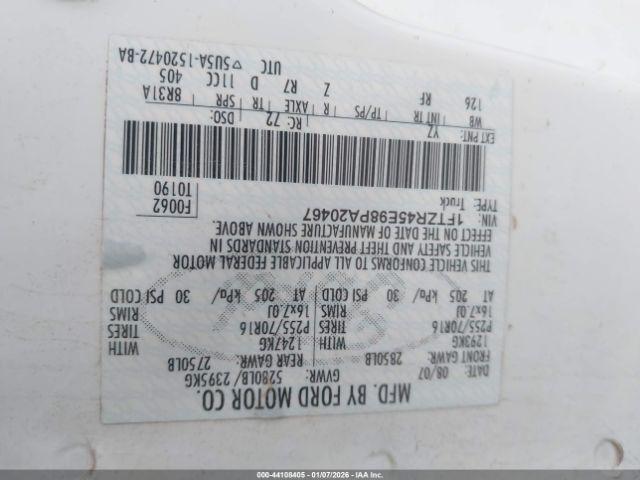 MFD. BY FORD MOTOR CO.
DATE: 08/07 GVWR: 5280LB/ 2395KG
FRONT GAWR: 2850LB REAR GAWR: 2750LB
1293KG WITH 1247KG WITH
P255/70R16 TIRES P255/70R16 TIRES
16x7.0J RIMS 16x7.0J RIMS
AT 205 kPa/ 30 PSI COLD AT 205 kPa/ 30 PSI COLD
THIS VEHICLE CONFORMS TO ALL APPLICABLE FEDERAL MOTOR
VEHICLE SAFETY AND THEFT PREVENTION STANDARDS IN
EFFECT ON THE DATE OF MANUFACTURE SHOWN ABOVE.
VIN: 1FTZR45E98PA20467
TYPE: Truck
F0062
T0190
EXT PNT: YZ RC: 72 DSO:
WB INT TR TP/PS R AXLE TR SPR 8R31A
126 RF Z R7 D 11CC 405
UTC ▽5U5A-1520472-BA
000-44108405 - 01/07/2026 - IAA Corp.